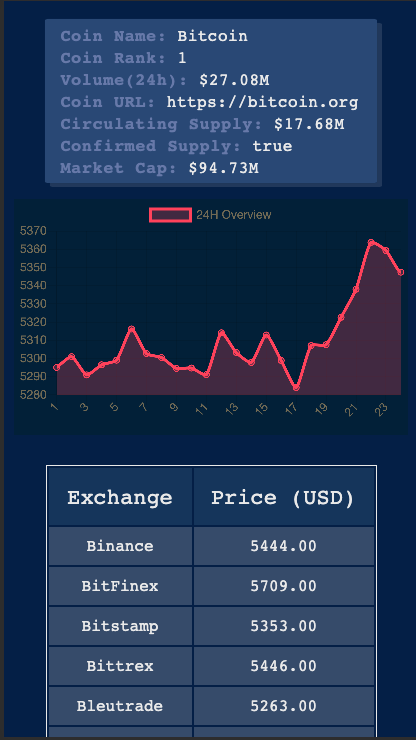 Coin Name: Bitcoin
Coin Rank: 1
Volume(24h): $27.08M
Coin URL: https://bitcoin.org
Circulating Supply: $17.68M
Confirmed Supply: true
Market Cap: $94.73M
24H Overview
5370
5360
5350
5340
5330
5320
5310
5300
5290
5280
1 3 5 7 9 11 13 15 17 19 21 23
Exchange Price (USD)
Binance 5444.00
BitFinex 5709.00
Bitstamp 5353.00
Bittrex 5446.00
Bleutrade 5263.00